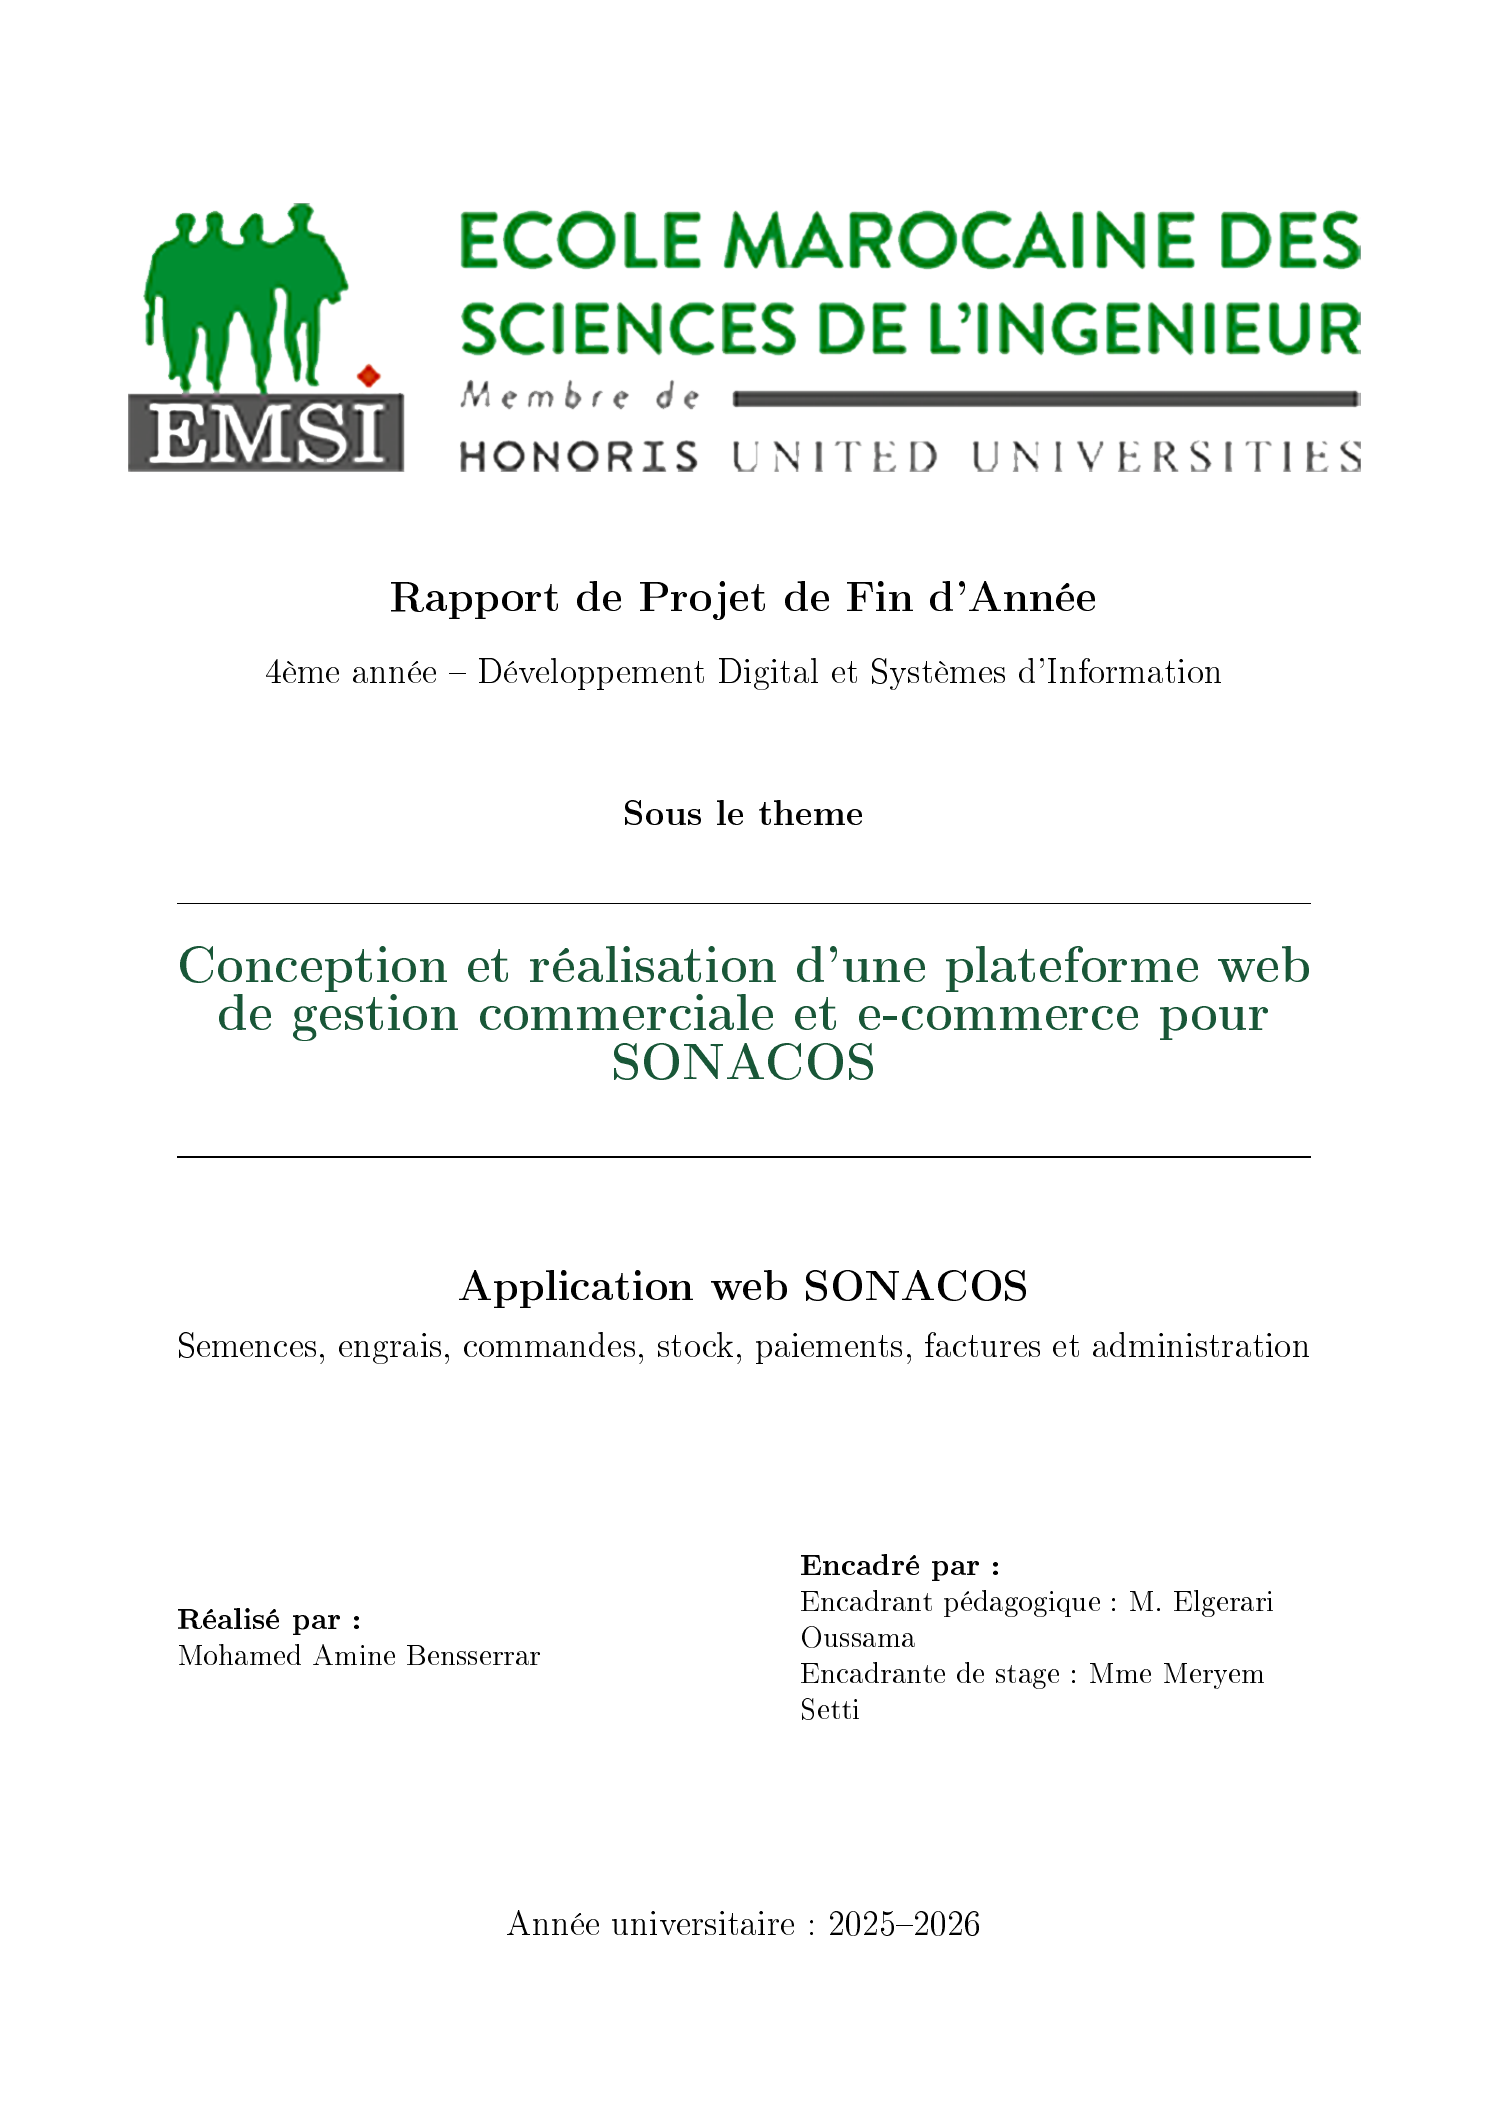 ECOLE MAROCAINE DES
SCIENCES DE L'INGENIEUR
Membre de
EMSI
HONORIS UNITED UNIVERSITIES
Rapport de Projet de Fin d'Année
4ème année – Développement Digital et Systèmes d'Information
Sous le theme
Conception et réalisation d'une plateforme web
de gestion commerciale et e-commerce pour
SONACOS
Application web SONACOS
Semences, engrais, commandes, stock, paiements, factures et administration
Réalisé par :
Mohamed Amine Bensserrar
Encadré par :
Encadrant pédagogique : M. Elgerari
Oussama
Encadrante de stage : Mme Meryem
Setti
Année universitaire : 2025–2026